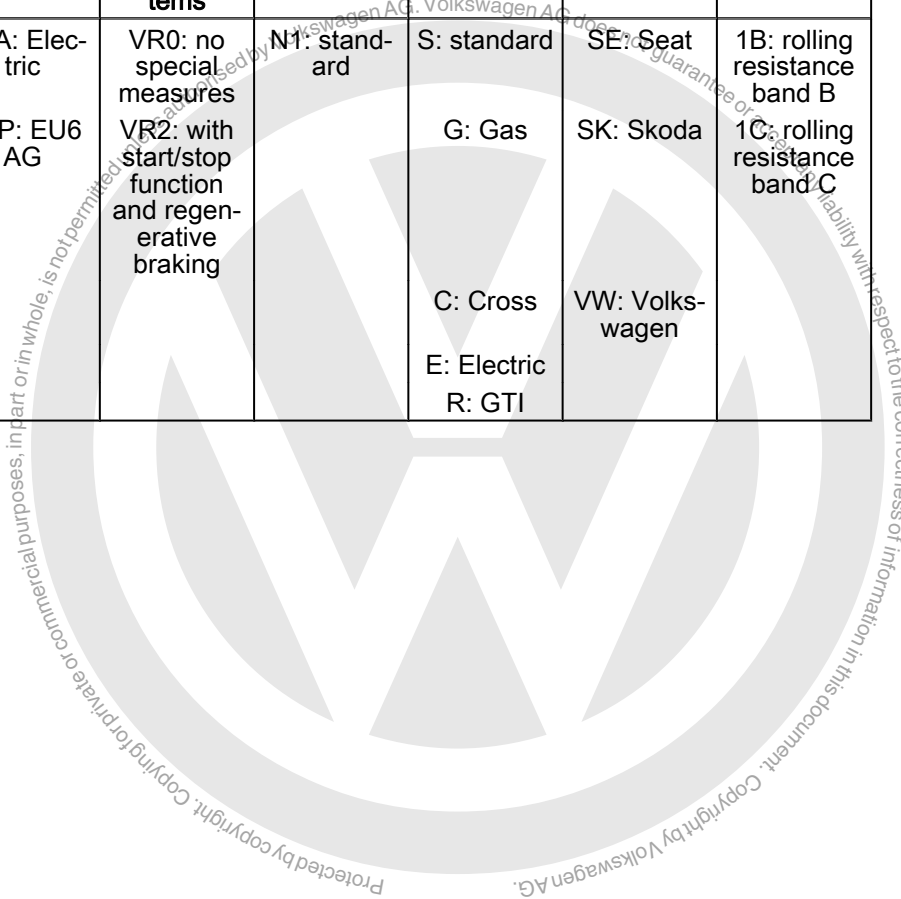 tems
A: Elec-
tric
VR0: no
special
measures
N1: stand-
ard
S: standard
SE: Seat
1B: rolling
resistance
band B
P: EU6
AG
VR2: with
start/stop
function
and regen-
erative
braking
G: Gas
SK: Skoda
1C: rolling
resistance
band C
C: Cross
VW: Volks-
wagen
E: Electric
R: GTI
Protected by copyright. Copying for private or commercial purposes, in part or in whole, is not permitted unless authorised by Volkswagen AG. Volkswagen AG does not guarantee or accept any liability with respect to the correctness of information in this document. Copyright by Volkswagen AG.